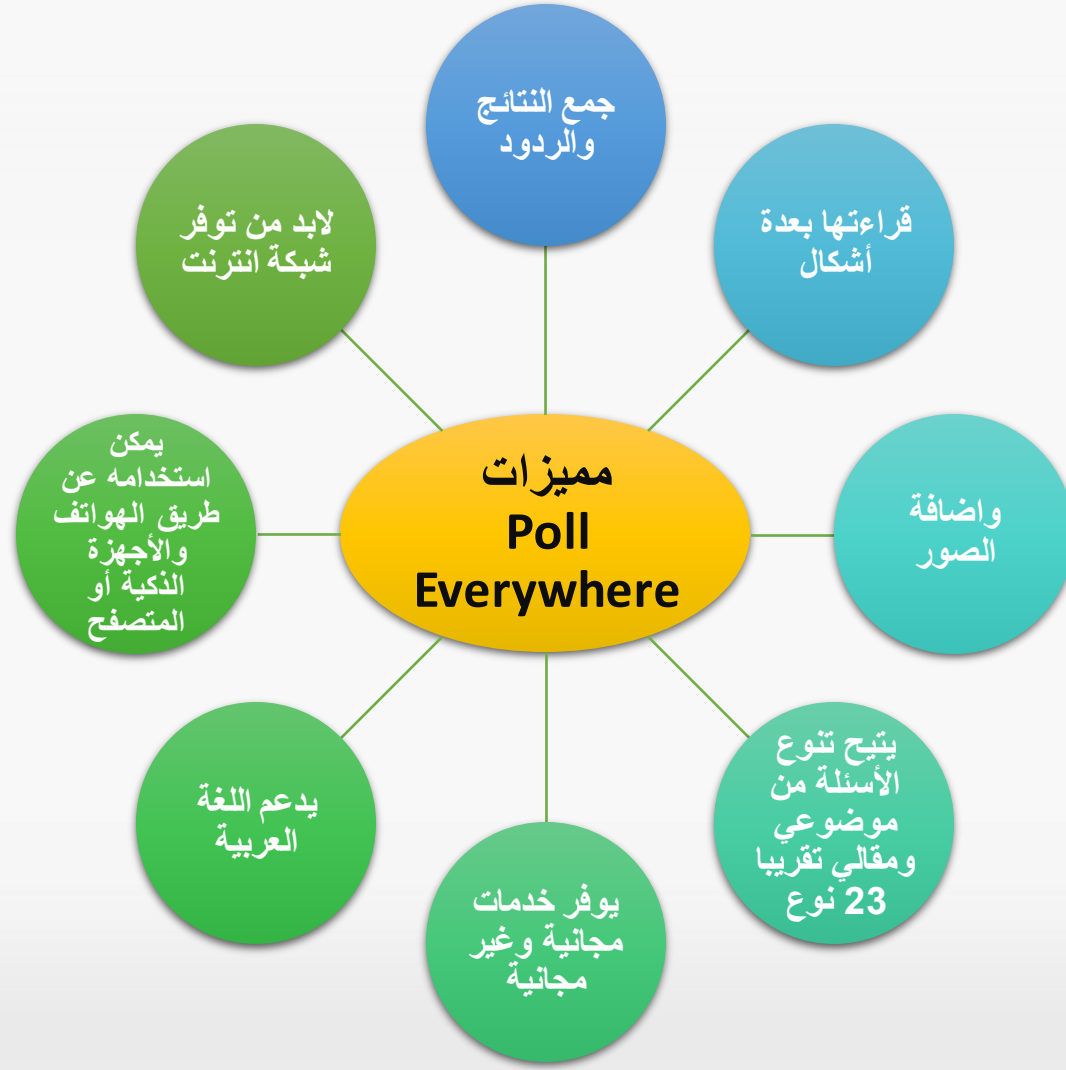 مميزات
Poll
Everywhere
جمع النتائج
والردود
قراءتها بعدة
أشكال
واضافة
الصور
يتيح تنوع
الأسئلة من
موضوعي
ومقالي تقريبا
23 نوع
يوفر خدمات
مجانية وغير
مجانية
يدعم اللغة
العربية
يمكن
استخدامه عن
طريق الهواتف
والأجهزة
الذكية أو
المتصفح
لابد من توفر
شبكة انترنت